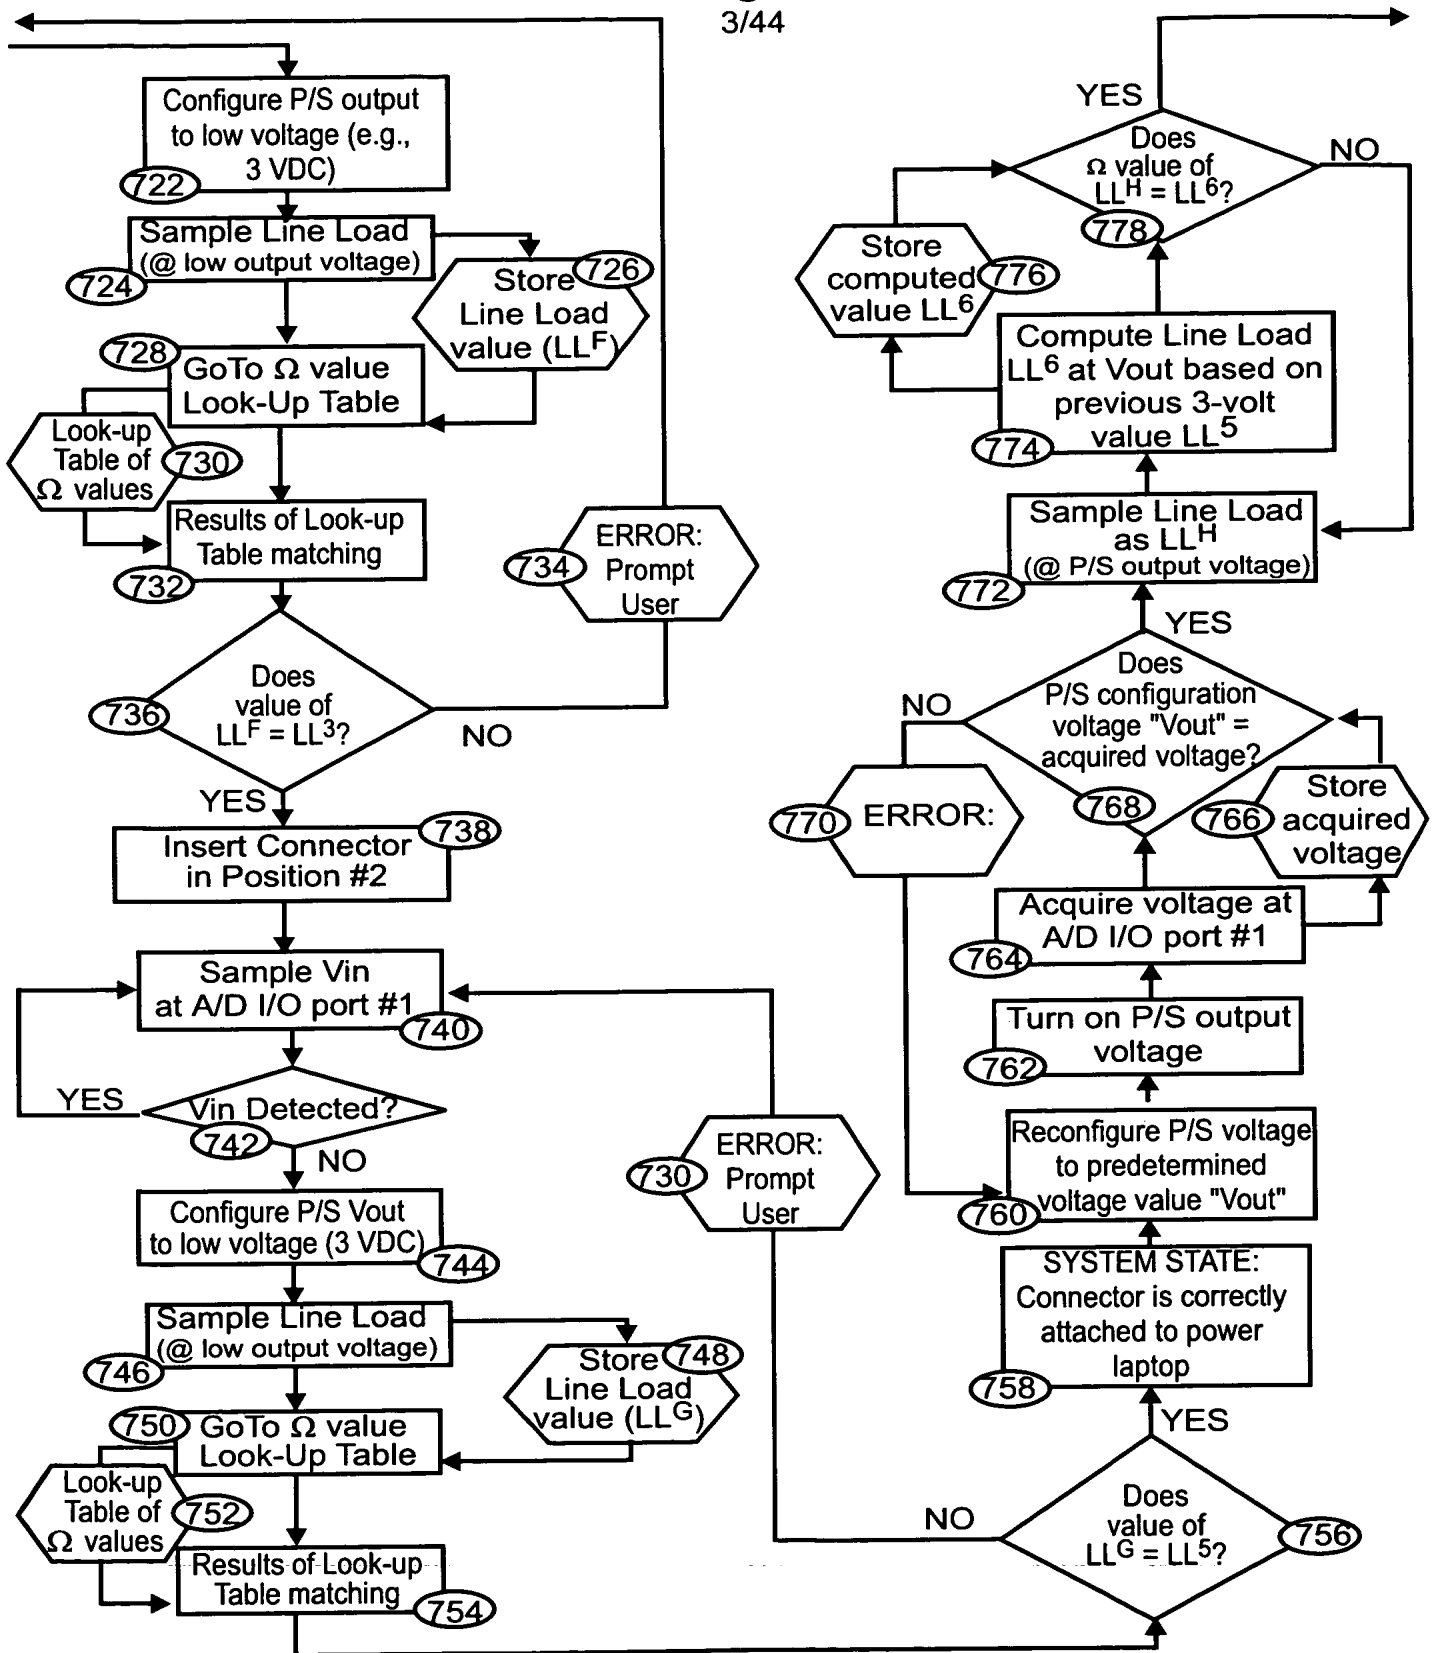 3/44
Configure P/S output
to low voltage (e.g.,
3 VDC)
722
Sample Line Load
(@ low output voltage)
724
Store
Line Load
value (LLF)
726
728
GoTo Ω value
Look-Up Table
Look-up
Table of
Ω values
730
Results of Look-up
Table matching
732
ERROR:
Prompt
User
734
Does
value of
LLF = LL3?
736
NO
YES
738
Insert Connector
in Position #2
Sample Vin
at A/D I/O port #1
740
YES
Vin Detected?
742
NO
Configure P/S Vout
to low voltage (3 VDC)
744
Sample Line Load
(@ low output voltage)
746
Store
Line Load
value (LLG)
748
750
GoTo Ω value
Look-Up Table
Look-up
Table of
Ω values
752
Results of Look-up
Table matching
754
ERROR:
Prompt
User
730
YES
Does
Ω value of
LLH = LL6?
778
NO
Store
computed
value LL6
776
Compute Line Load
LL6 at Vout based on
previous 3-volt
value LL5
774
Sample Line Load
as LLH
(@ P/S output voltage)
772
YES
Does
P/S configuration
voltage "Vout" =
acquired voltage?
768
NO
770
ERROR:
Store
acquired
voltage
766
Acquire voltage at
A/D I/O port #1
764
Turn on P/S output
voltage
762
Reconfigure P/S voltage
to predetermined
voltage value "Vout"
760
SYSTEM STATE:
Connector is correctly
attached to power
laptop
758
YES
NO
Does
value of
LLG = LL5?
756